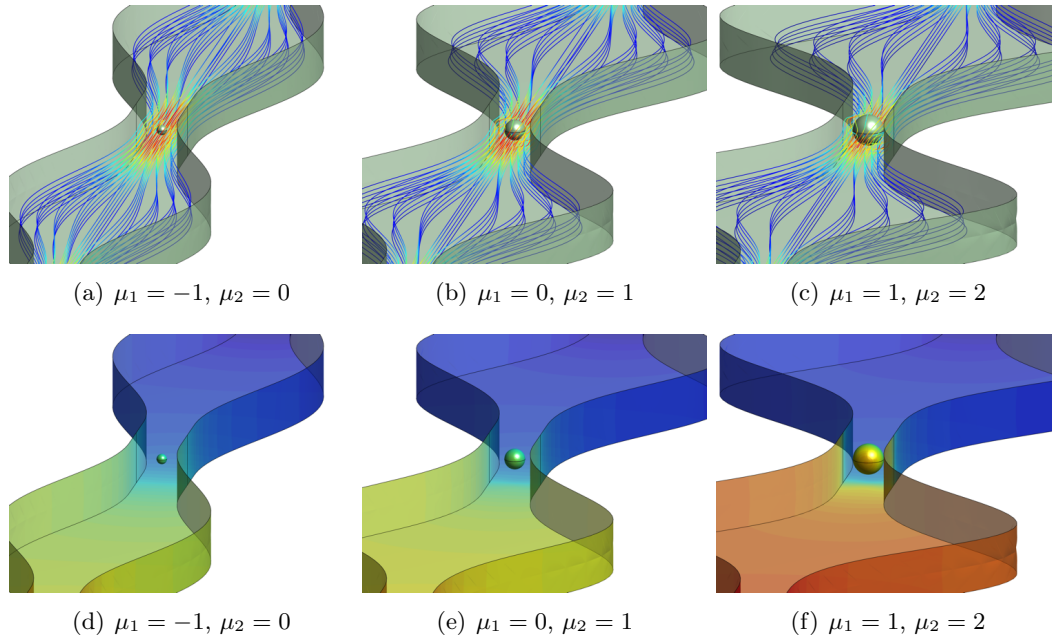 (a) μ₁ = −1, μ₂ = 0
(b) μ₁ = 0, μ₂ = 1
(c) μ₁ = 1, μ₂ = 2
(d) μ₁ = −1, μ₂ = 0
(e) μ₁ = 0, μ₂ = 1
(f) μ₁ = 1, μ₂ = 2